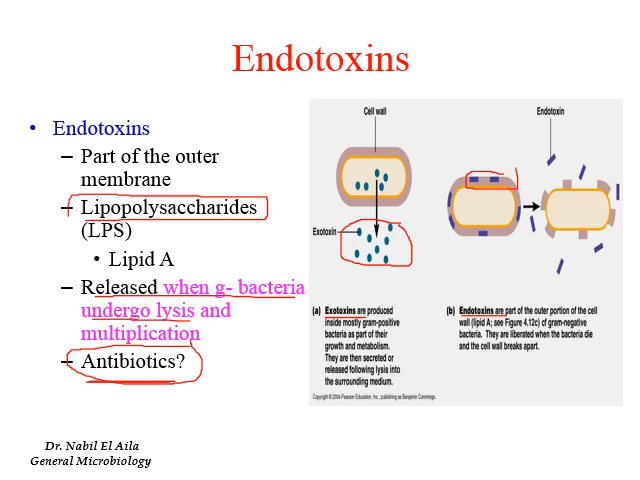 Endotoxins
• Endotoxins
– Part of the outer
membrane
– Lipopolysaccharides
(LPS)
• Lipid A
– Released when g- bacteria
undergo lysis and
multiplication
– Antibiotics?
Cell wall
Exotoxin
Endotoxin
(a) Exotoxins are produced
inside mostly gram-positive
bacteria as part of their
growth and metabolism.
They are then secreted or
released following lysis into
the surrounding medium.
(b) Endotoxins are part of the outer portion of the cell
wall (lipid A; see Figure 4.12c) of gram-negative
bacteria. They are liberated when the bacteria die
and the cell wall breaks apart.
Copyright © 2004 Pearson Education, Inc., publishing as Benjamin Cummings.
Dr. Nabil El Aila
General Microbiology